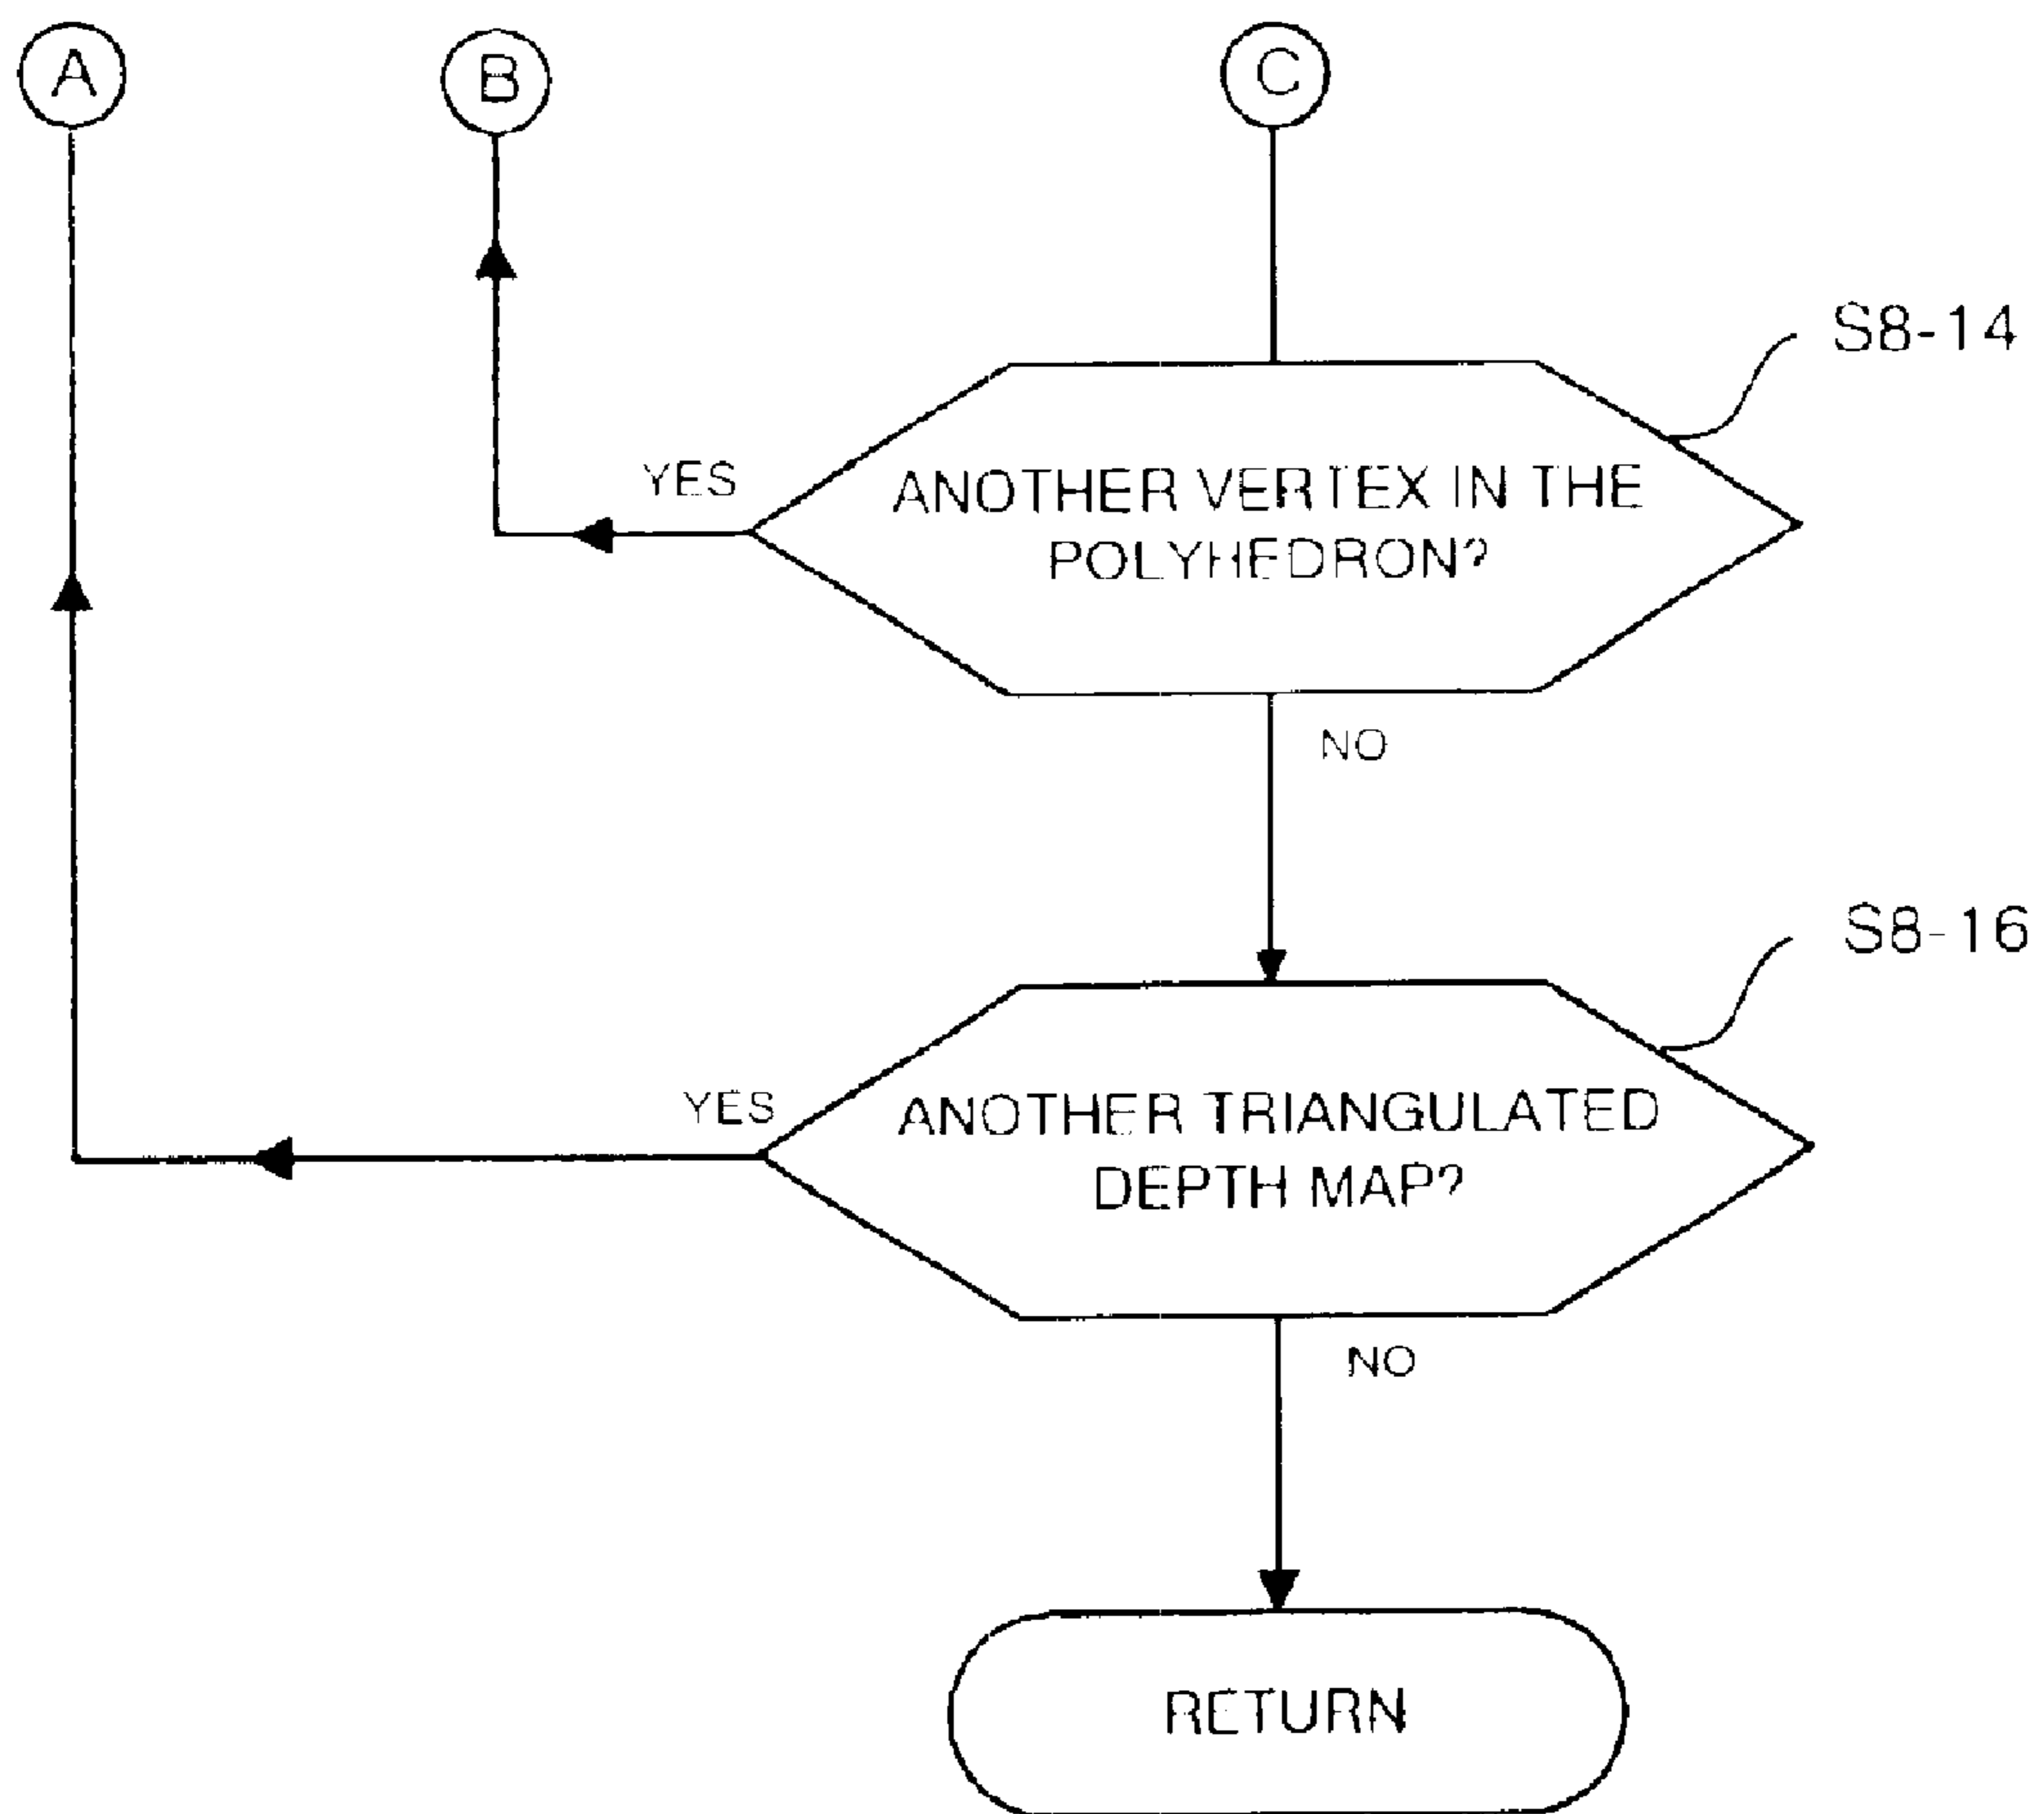 A
B
C
S8-14
YES
ANOTHER VERTEX IN THE
POLYHEDRON?
NO
S8-16
YES
ANOTHER TRIANGULATED
DEPTH MAP?
NO
RETURN